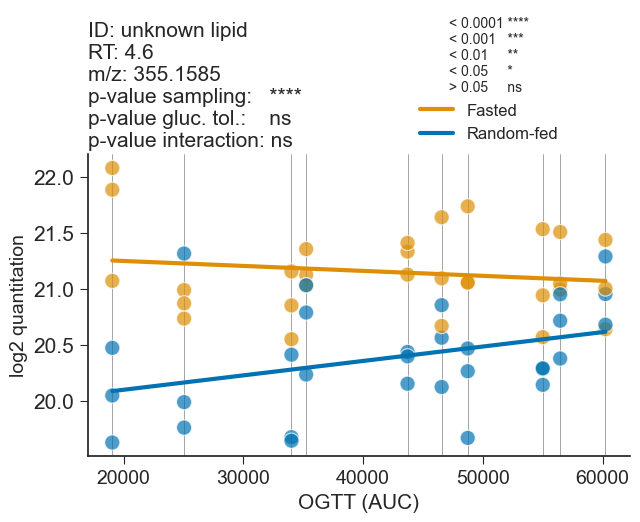 ID: unknown lipid
RT: 4.6
m/z: 355.1585
p-value sampling: ****
p-value gluc. tol.: ns
p-value interaction: ns
< 0.0001 ****
< 0.001 ***
< 0.01 **
< 0.05 *
> 0.05 ns
Fasted
Random-fed
log2 quantitation
22.0
21.5
21.0
20.5
20.0
20000 30000 40000 50000 60000
OGTT (AUC)